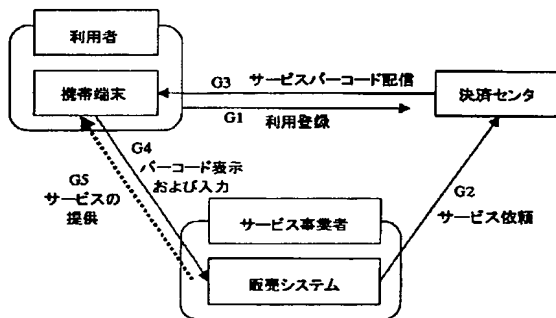 利用者
携帯端末
G3
サービスバーコード配信
G1
利用登録
決済センタ
G4
バーコード表示
および入力
G5
サービスの
提供
G2
サービス依頼
サービス事業者
販売システム